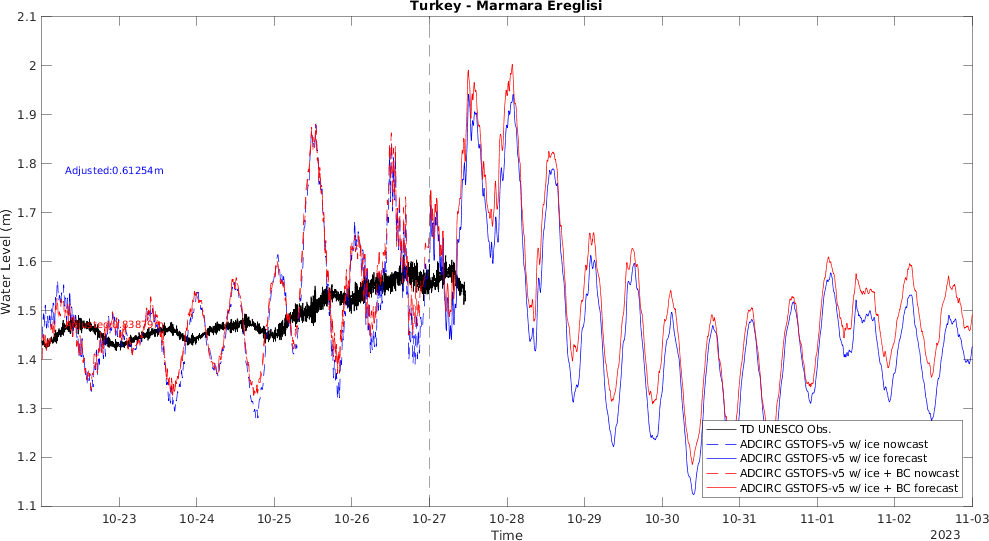 Turkey - Marmara Ereglisi
2.1
2
1.9
1.8
1.7
1.6
1.5
1.4
1.3
1.2
1.1
Water Level (m)
Adjusted:0.61254m
10-23
10-24
10-25
10-26
10-27
10-28
10-29
10-30
10-31
11-01
11-02
11-03
Time
2023
TD UNESCO Obs.
ADCIRC GSTOFS-v5 w/ ice nowcast
ADCIRC GSTOFS-v5 w/ ice forecast
ADCIRC GSTOFS-v5 w/ ice + BC nowcast
ADCIRC GSTOFS-v5 w/ ice + BC forecast